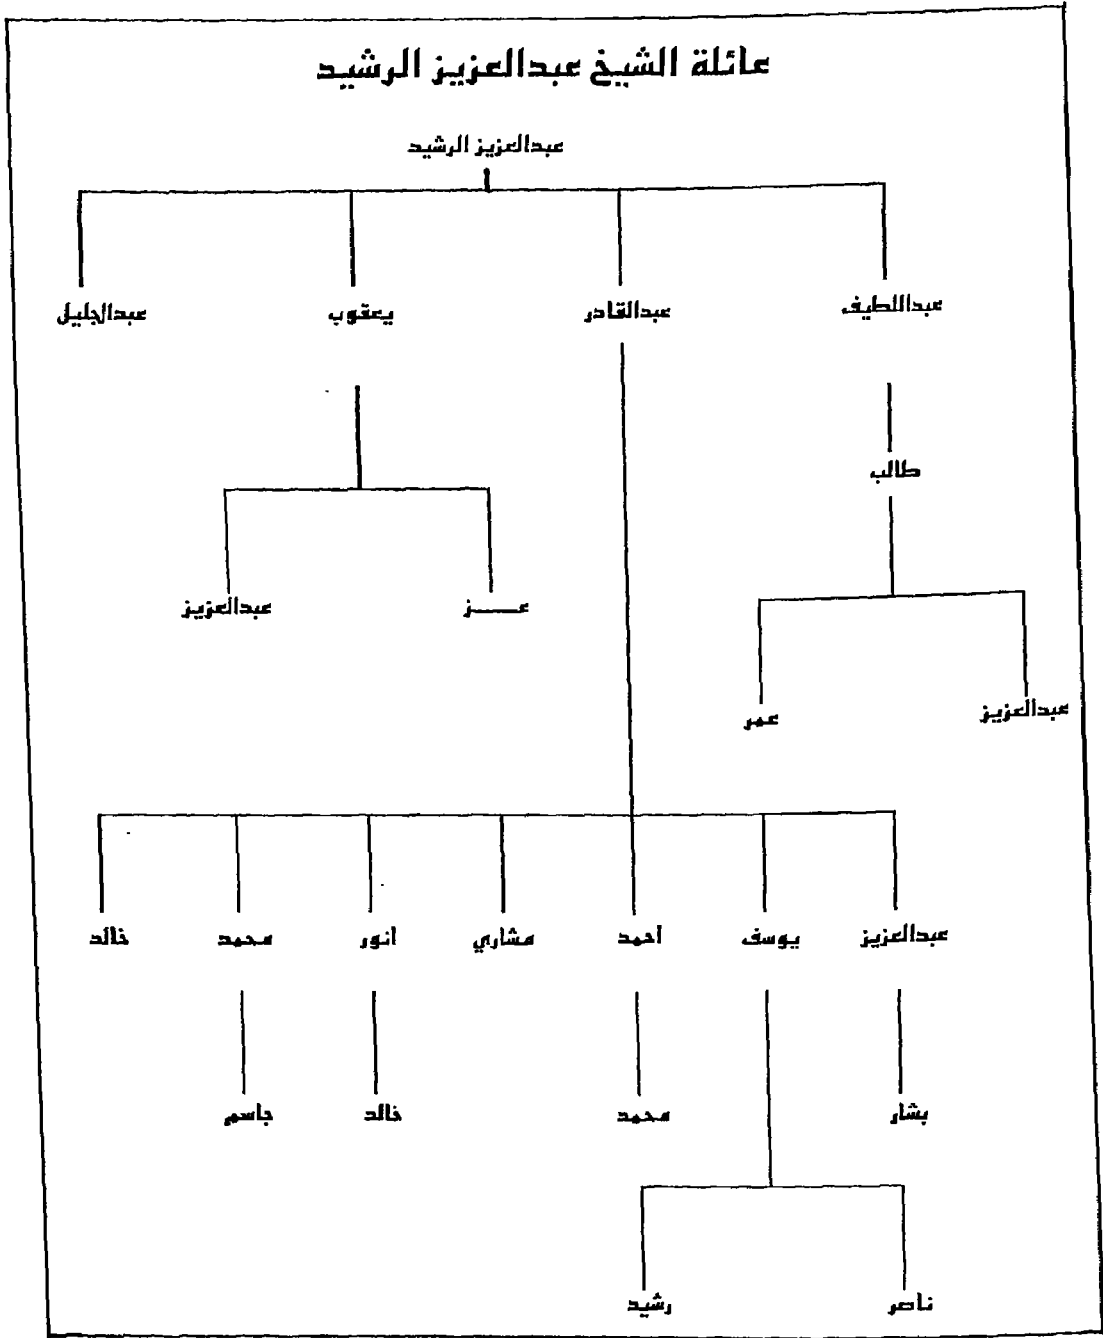 عائلة الشيخ عبدالعزيز الرشيد
عبدالعزيز الرشيد
عبداللطيف عبدالقادر يعقوب عبدالجليل
طالب
عـــز عبدالعزيز
عبدالعزيز عمر
عبدالعزيز يوسف احمد مشاري انور محمد خالد
بشار محمد خالد جاسم
ناصر رشيد